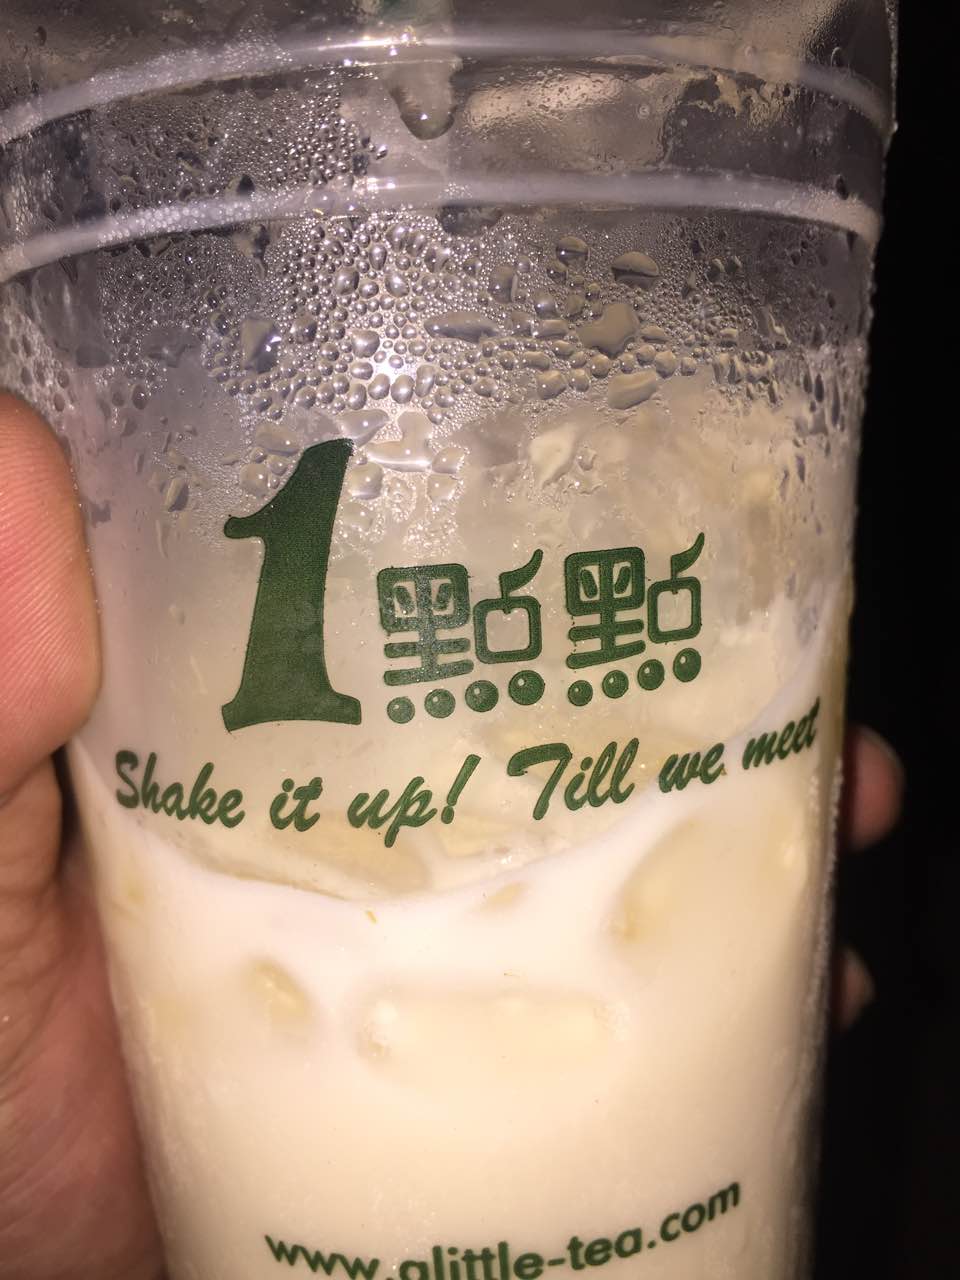 1點點
Shake it up! Till we meet
www.alittle-tea.com